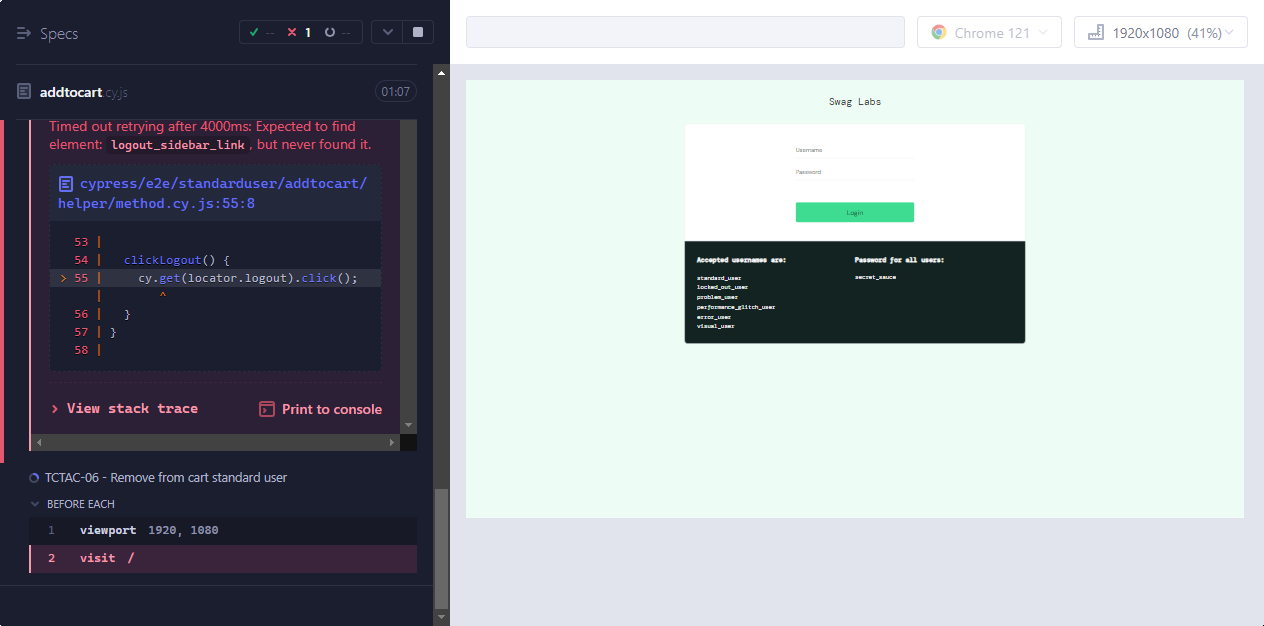 Specs
-- 1 --
Chrome 121
1920x1080 (41%)
addtocart.cy.js
01:07
Timed out retrying after 4000ms: Expected to find
element: logout_sidebar_link, but never found it.
cypress/e2e/standarduser/addtocart/
helper/method.cy.js:55:8
53 |
54 | clickLogout() {
> 55 | cy.get(locator.logout).click();
| ^
56 | }
57 | }
58 |
View stack trace
Print to console
TCTAC-06 - Remove from cart standard user
BEFORE EACH
1 viewport 1920, 1080
2 visit /
Swag Labs
Username
Password
Login
Accepted usernames are:
standard_user
locked_out_user
problem_user
performance_glitch_user
error_user
visual_user
Password for all users:
secret_sauce